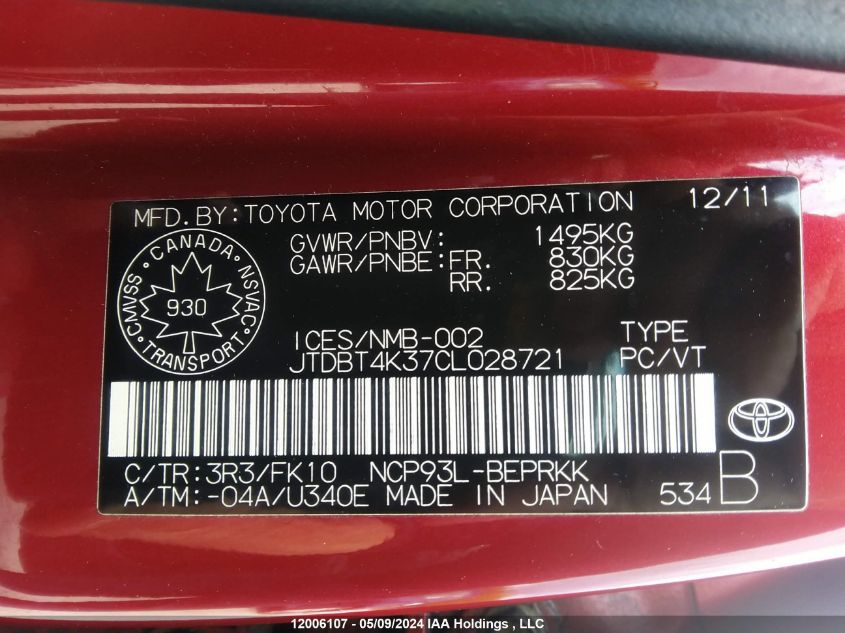 MFD.BY:TOYOTA MOTOR CORPORATION 12/11
GVWR/PNBV: 1495KG
GAWR/PNBE: FR. 830KG
RR. 825KG
CANADA
CMVSS 930 NSVAC
TRANSPORT
ICES/NMB-002 TYPE
JTDBT4K37CL028721 PC/VT
C/TR:3R3/FK10 NCP93L-BEPRKK
A/TM:-04A/U340E MADE IN JAPAN 534 B
12006107 - 05/09/2024 IAA Holdings , LLC